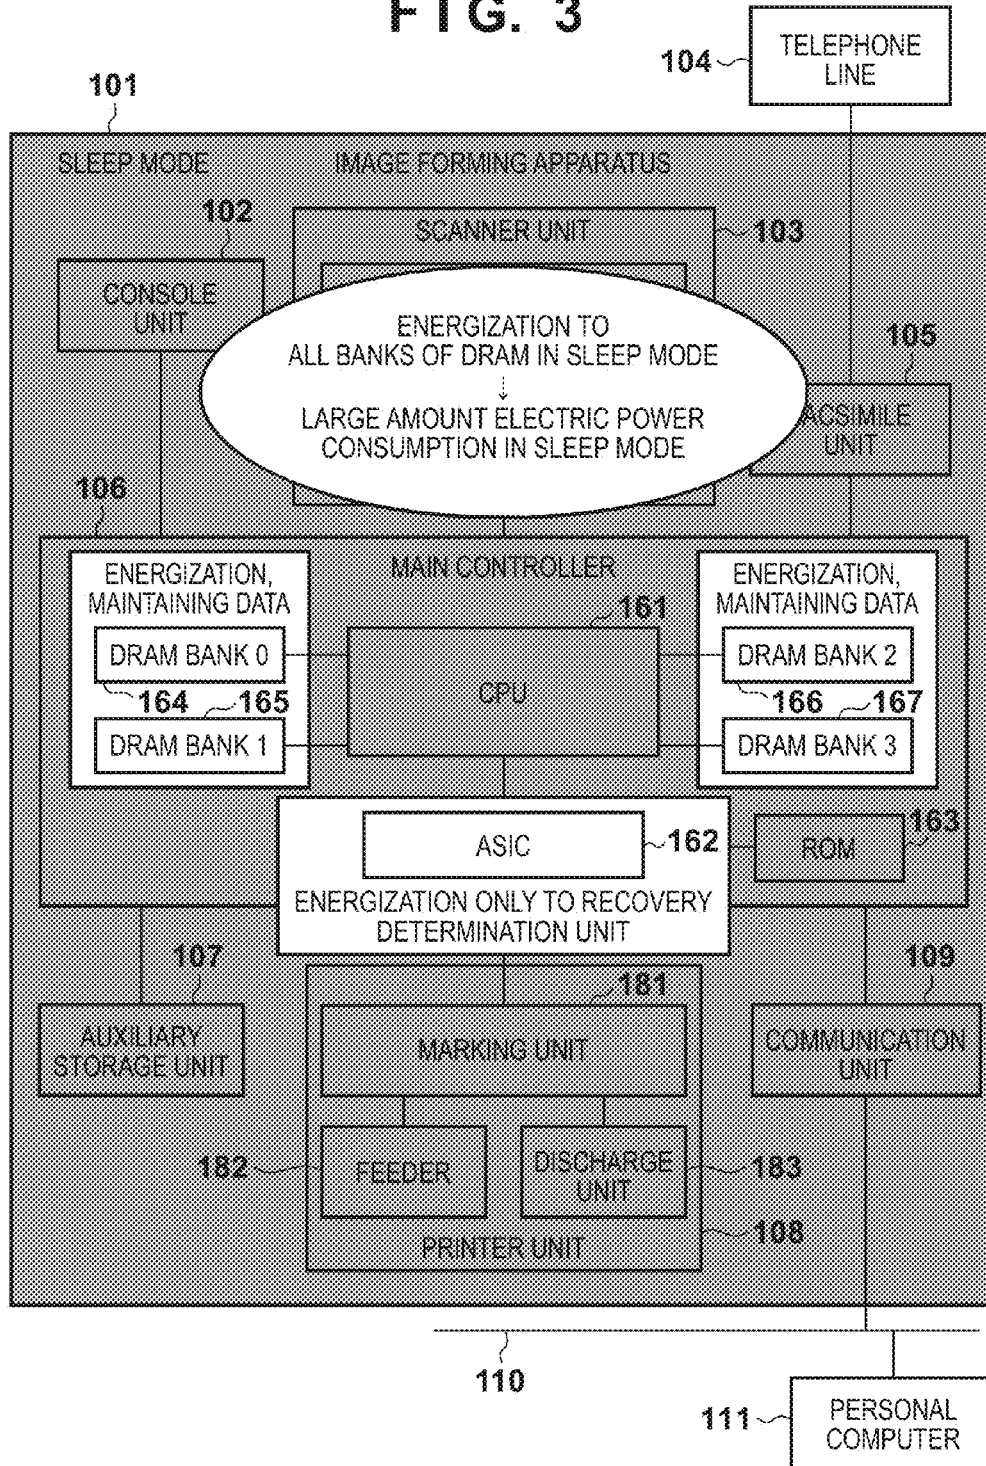 FIG. 3
TELEPHONE
LINE
104
101
SLEEP MODE
IMAGE FORMING APPARATUS
102
SCANNER UNIT
103
CONSOLE
UNIT
ENERGIZATION TO
ALL BANKS OF DRAM IN SLEEP MODE
↓
LARGE AMOUNT ELECTRIC POWER
CONSUMPTION IN SLEEP MODE
105
ACSIMILE
UNIT
106
ENERGIZATION,
MAINTAINING DATA
MAIN CONTROLLER
ENERGIZATION,
MAINTAINING DATA
161
DRAM BANK 0
CPU
DRAM BANK 2
164
165
166
167
DRAM BANK 1
DRAM BANK 3
ASIC
162
163
ROM
ENERGIZATION ONLY TO RECOVERY
DETERMINATION UNIT
107
181
109
AUXILIARY
STORAGE UNIT
MARKING UNIT
COMMUNICATION
UNIT
182
FEEDER
DISCHARGE
UNIT
183
PRINTER UNIT
108
110
111
PERSONAL
COMPUTER